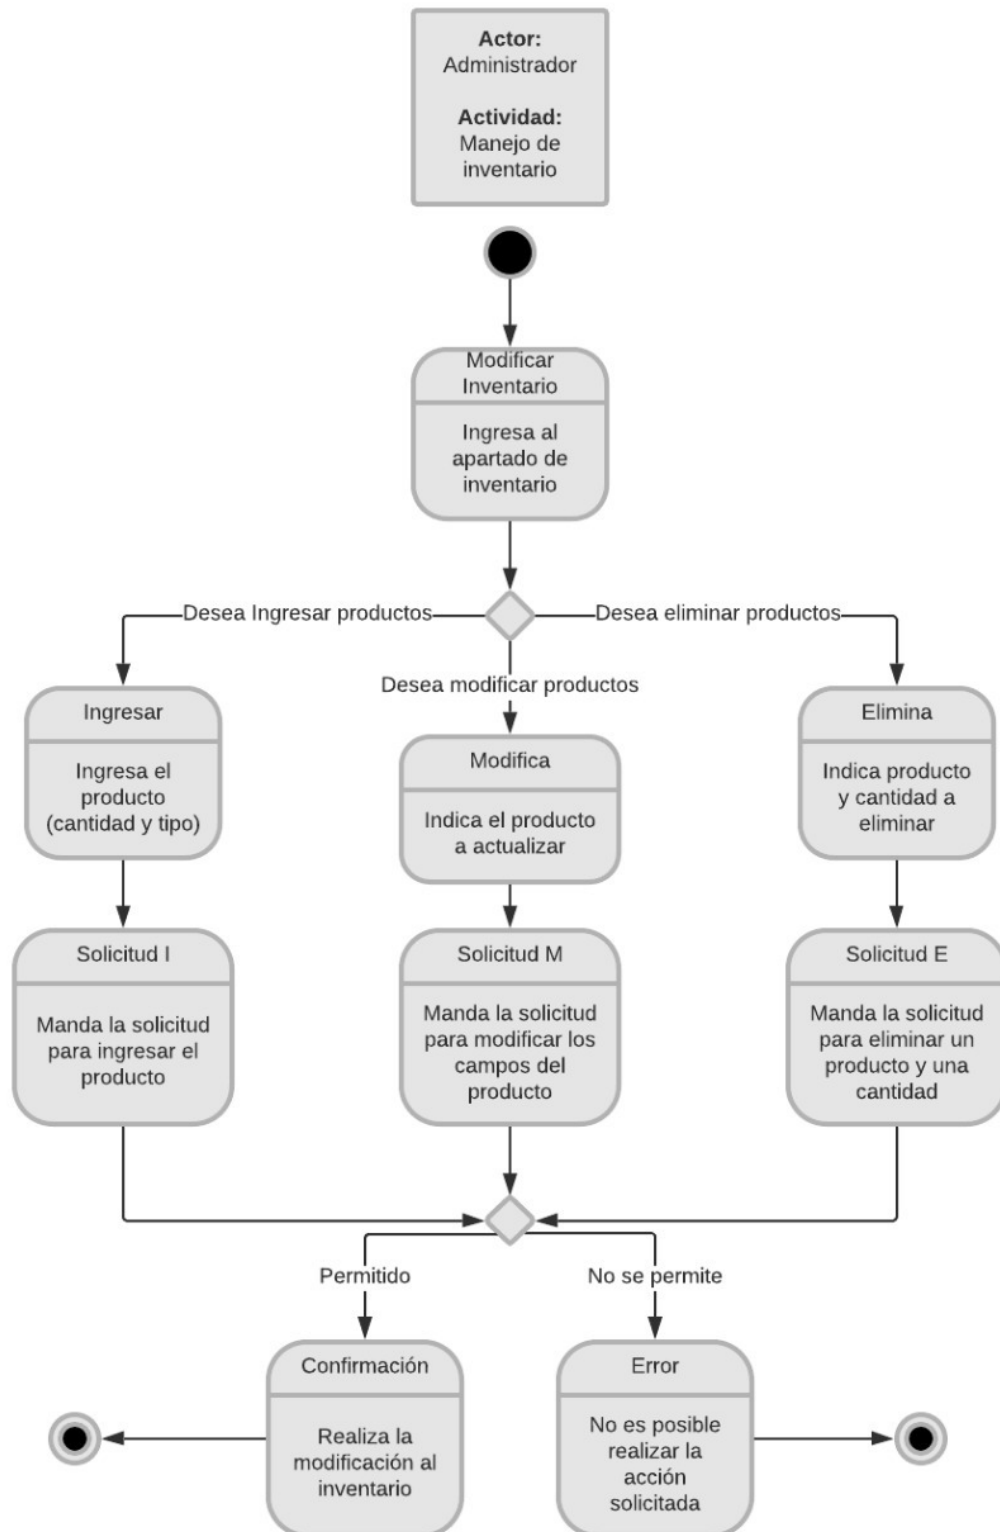 Actor:
Administrador
Actividad:
Manejo de
inventario
Modificar
Inventario
Ingresa al
apartado de
inventario
Desea Ingresar productos
Desea eliminar productos
Desea modificar productos
Ingresar
Ingresa el
producto
(cantidad y tipo)
Modifica
Indica el producto
a actualizar
Elimina
Indica producto
y cantidad a
eliminar
Solicitud I
Manda la solicitud
para ingresar el
producto
Solicitud M
Manda la solicitud
para modificar los
campos del
producto
Solicitud E
Manda la solicitud
para eliminar un
producto y una
cantidad
Permitido
No se permite
Confirmación
Realiza la
modificación al
inventario
Error
No es posible
realizar la
acción
solicitada